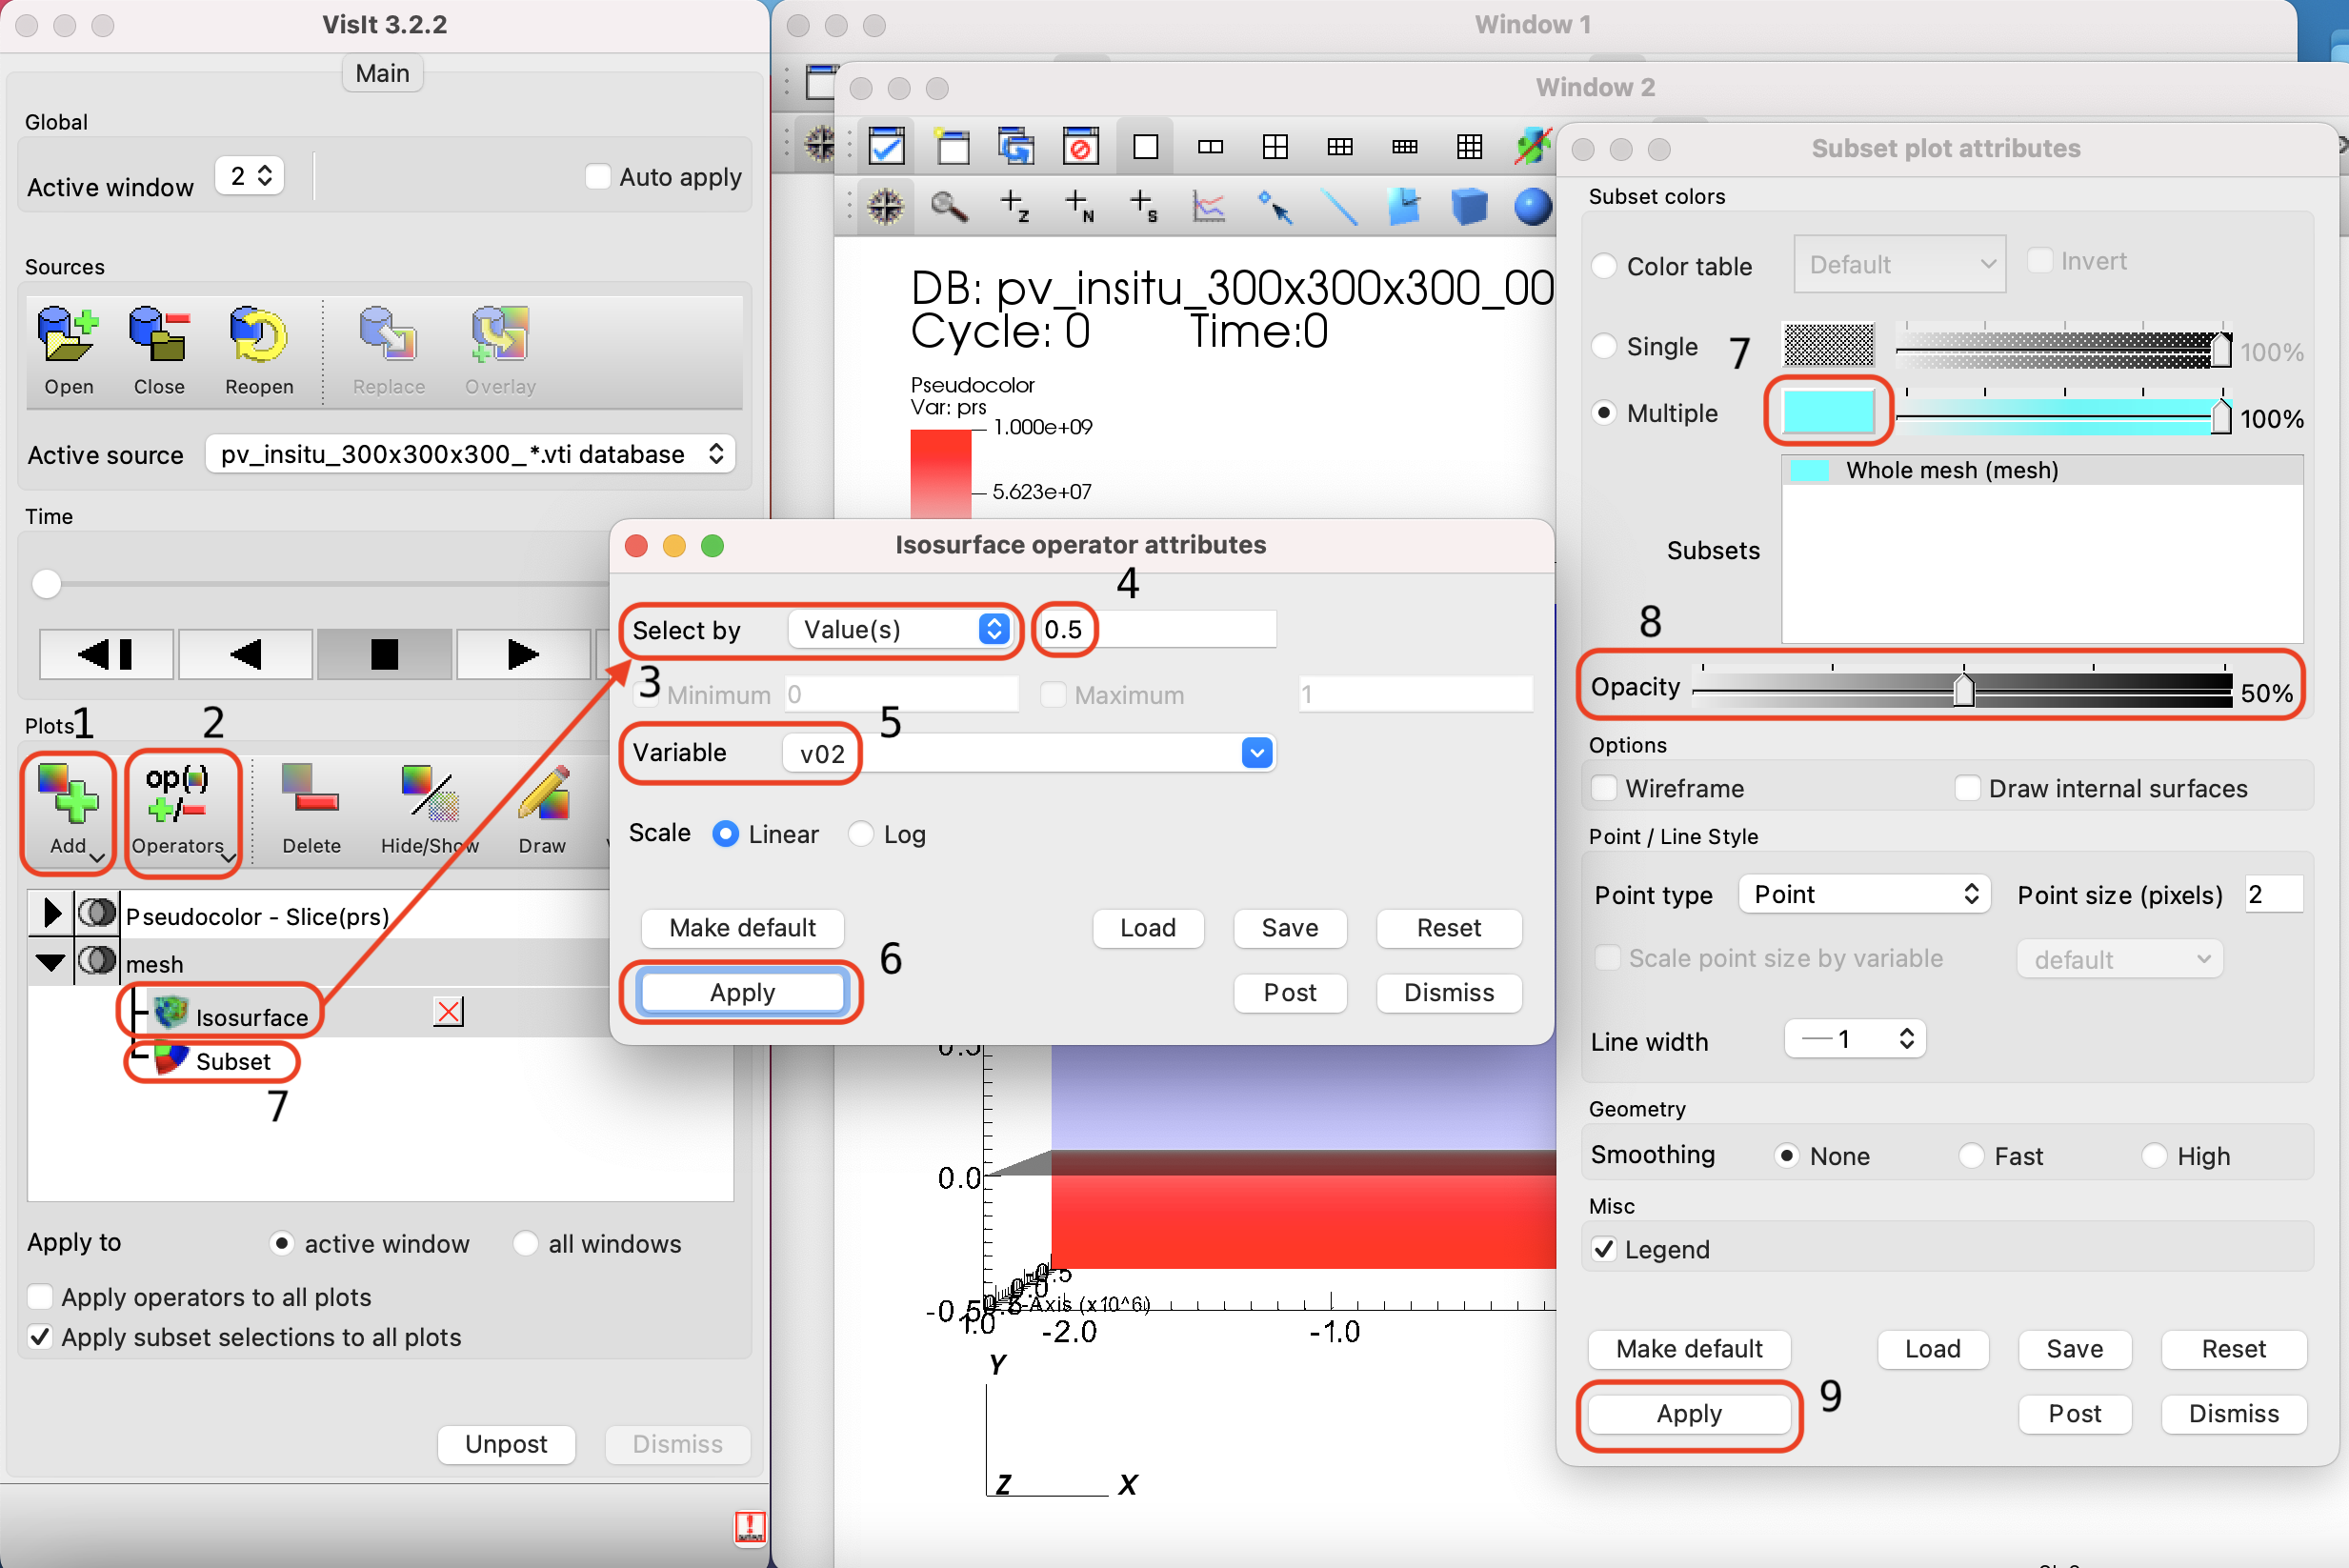 VisIt 3.2.2
Main
Global
Active window 2
Auto apply
Sources
Open Close Reopen Replace Overlay
Active source pv_insitu_300x300x300_*.vti database
Time
Plots 1 2
Add Operators Delete Hide/Show Draw
op(·) +/−
Pseudocolor - Slice(prs)
mesh
Isosurface
Subset
7
Apply to active window all windows
Apply operators to all plots
Apply subset selections to all plots
Unpost Dismiss
Window 1
Window 2
Z N S
DB: pv_insitu_300x300x300_00
Cycle: 0 Time:0
Pseudocolor
Var: prs
1.000e+09
5.623e+07
Isosurface operator attributes
4
Select by Value(s) 0.5
3 Minimum 0 Maximum 1
5
Variable v02
Scale Linear Log
Make default Load Save Reset
6
Apply Post Dismiss
0.5
0.0
-0.5
-Axis (x10^6)
1.0 -2.0 -1.0
Y
Z X
Subset plot attributes
Subset colors
Color table Default Invert
Single 7 100%
Multiple 100%
Whole mesh (mesh)
Subsets
8
Opacity 50%
Options
Wireframe Draw internal surfaces
Point / Line Style
Point type Point Point size (pixels) 2
Scale point size by variable default
Line width 1
Geometry
Smoothing None Fast High
Misc
Legend
Make default Load Save Reset
Apply 9 Post Dismiss